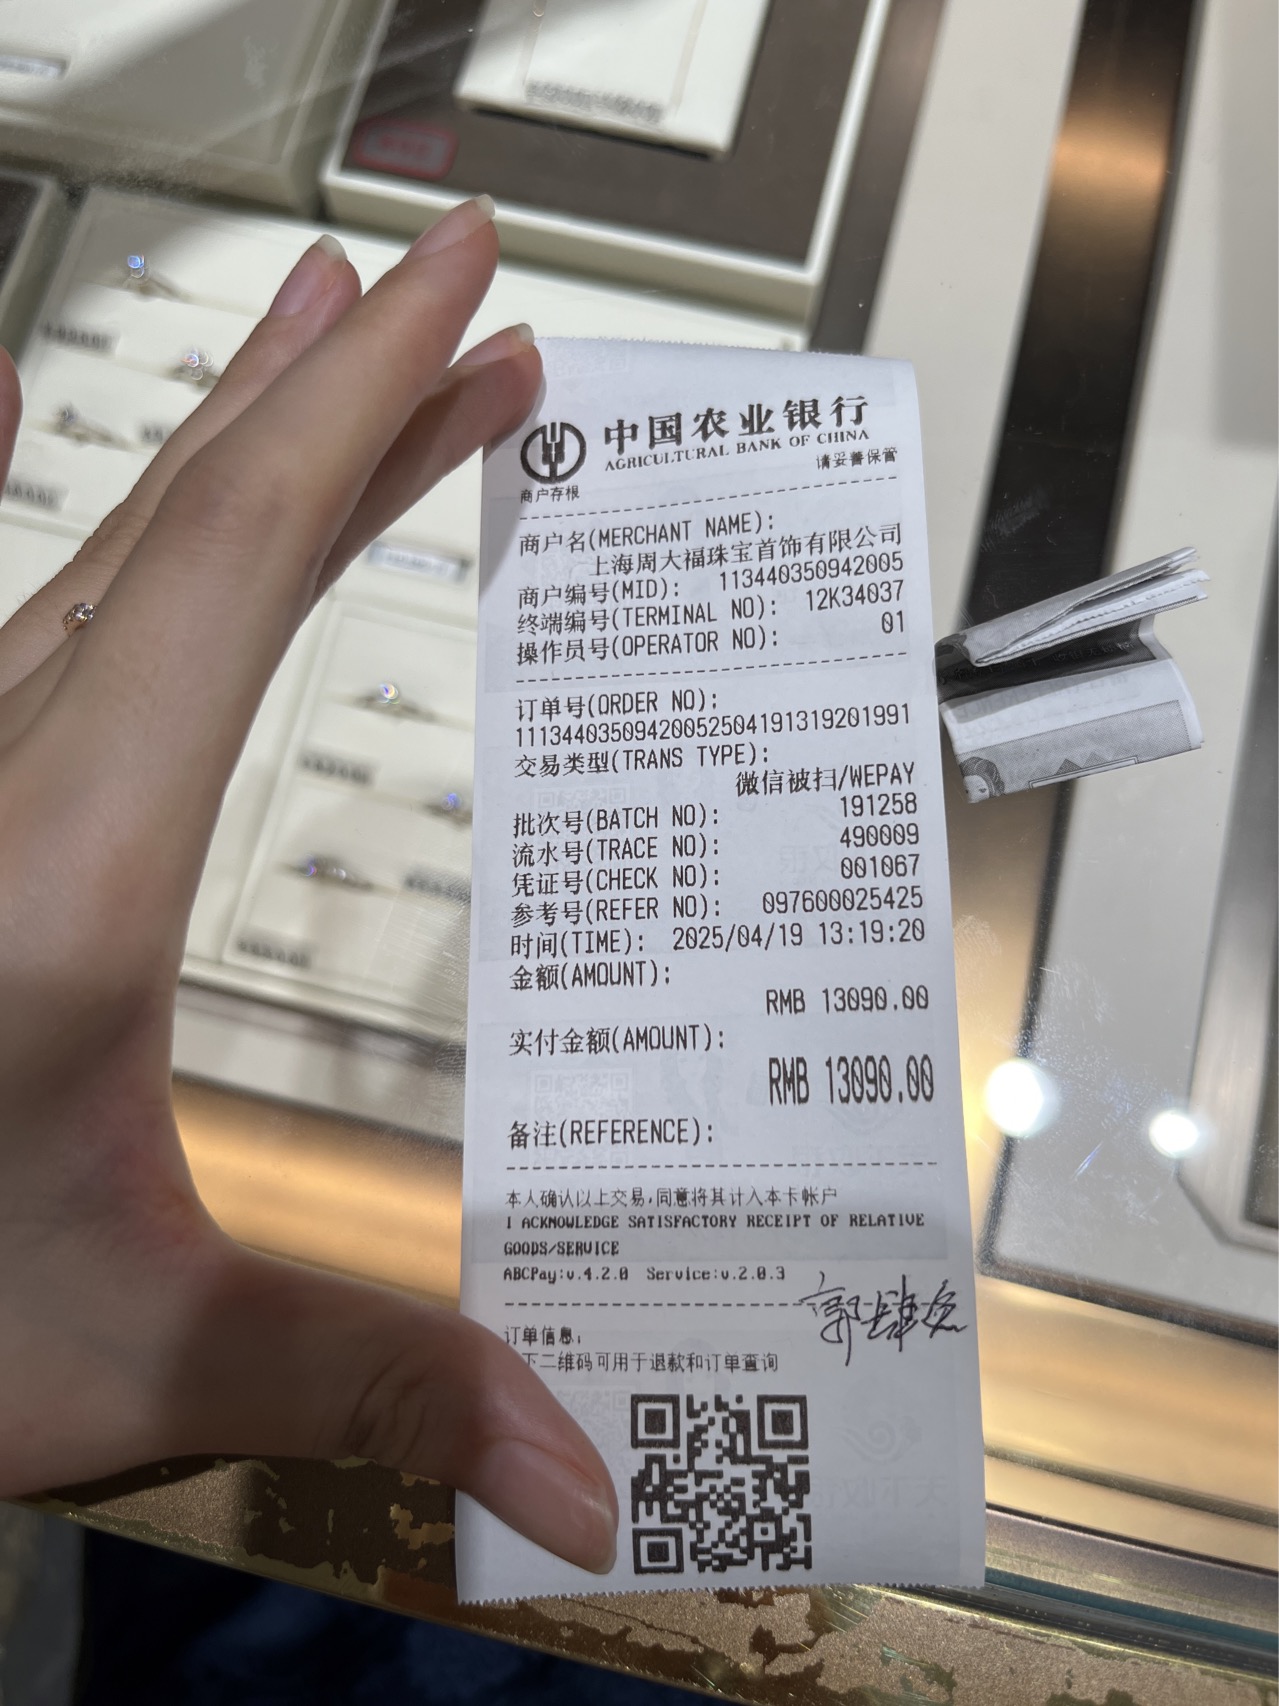 中国农业银行
AGRICULTURAL BANK OF CHINA
请妥善保管
商户存根
商户名(MERCHANT NAME):
上海周大福珠宝首饰有限公司
商户编号(MID): 113440350942005
终端编号(TERMINAL NO): 12K34037
操作员号(OPERATOR NO): 01
订单号(ORDER NO):
11134403509420052504191319201991
交易类型(TRANS TYPE):
微信被扫/WEPAY
批次号(BATCH NO): 191258
流水号(TRACE NO): 490009
凭证号(CHECK NO): 001067
参考号(REFER NO): 097600025425
时间(TIME): 2025/04/19 13:19:20
金额(AMOUNT):
RMB 13090.00
实付金额(AMOUNT):
RMB 13090.00
备注(REFERENCE):
本人确认以上交易,同意将其计入本卡帐户
I ACKNOWLEDGE SATISFACTORY RECEIPT OF RELATIVE
GOODS/SERVICE
ABCPay:v.4.2.0 Service:v.2.0.3
订单信息:
下二维码可用于退款和订单查询